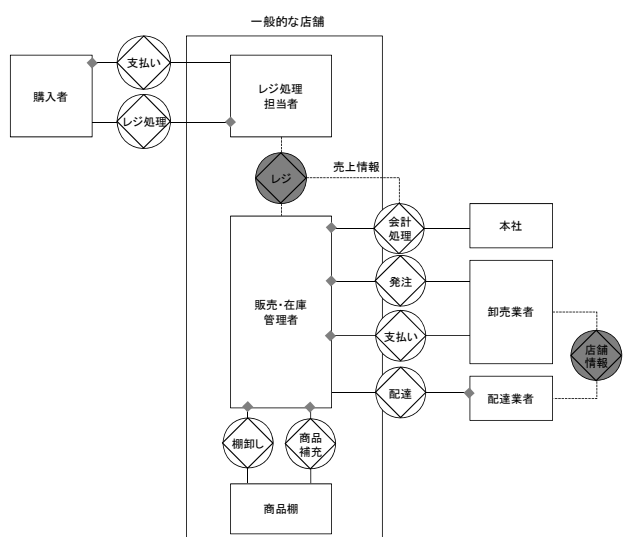 一般的な店舗
支払い
購入者
レジ処理
レジ処理
担当者
レジ
売上情報
会計
処理
本社
販売・在庫
管理者
発注
卸売業者
支払い
店舗
情報
配達
配達業者
棚卸し
商品
補充
商品棚